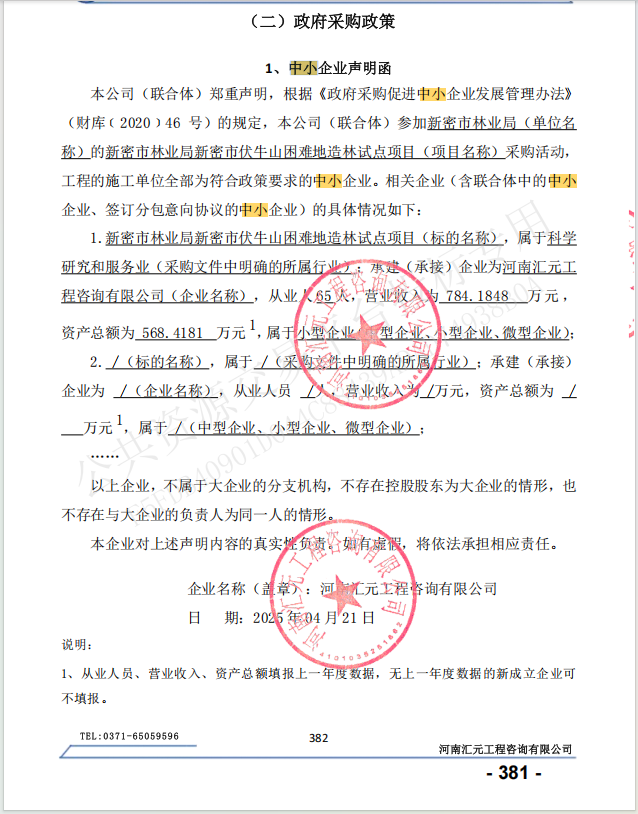 （二）政府采购政策
1、中小企业声明函
本公司（联合体）郑重声明，根据《政府采购促进中小企业发展管理办法》
（财库﹝2020﹞46 号）的规定，本公司（联合体）参加新密市林业局（单位名
称）的新密市林业局新密市伏牛山困难地造林试点项目（项目名称）采购活动，
工程的施工单位全部为符合政策要求的中小企业。相关企业（含联合体中的中小
企业、签订分包意向协议的中小企业）的具体情况如下：
1.新密市林业局新密市伏牛山困难地造林试点项目（标的名称），属于科学
研究和服务业（采购文件中明确的所属行业）；承建（承接）企业为河南汇元工
程咨询有限公司（企业名称），从业人 65 人，营业收入为 784.1848 万元，
资产总额为 568.4181 万元1,属于小型企业（中型企业、小型企业、微型企业）；
2. /（标的名称），属于 /（采购文件中明确的所属行业）；承建（承接）
企业为 /（企业名称），从业人员 /人，营业收入为 /万元，资产总额为 /
万元1，属于 /（中型企业、小型企业、微型企业）；
……
以上企业，不属于大企业的分支机构，不存在控股股东为大企业的情形，也
不存在与大企业的负责人为同一人的情形。
本企业对上述声明内容的真实性负责。如有虚假，将依法承担相应责任。
企业名称（盖章）：河南汇元工程咨询有限公司
日 期：2025 年 04 月 21 日
说明：
1、从业人员、营业收入、资产总额填报上一年度数据，无上一年度数据的新成立企业可
不填报。
TEL:0371-65059596
382
河南汇元工程咨询有限公司
- 381 -
河南汇元工程咨询有限公司
河南汇元工程咨询有限公司